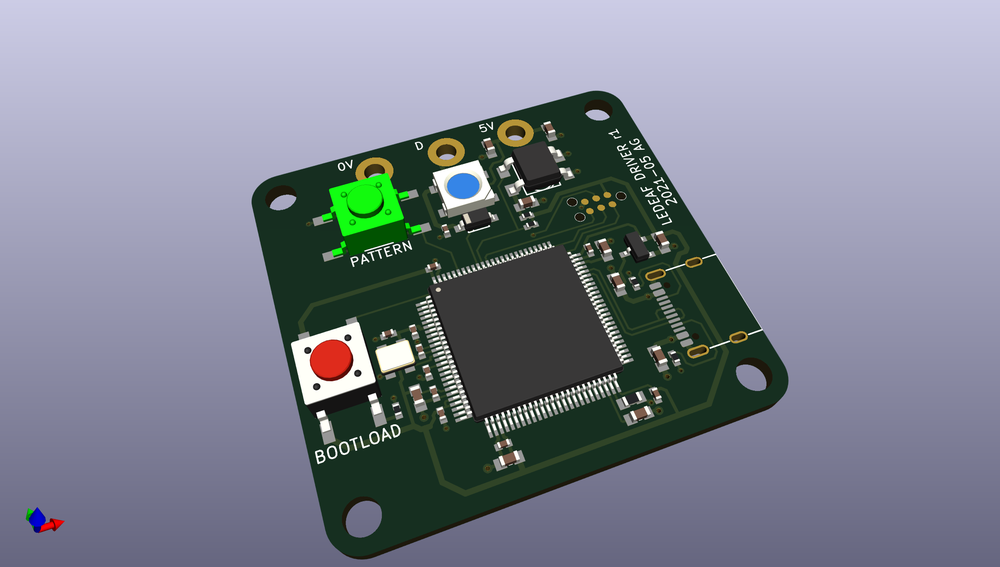 0V
D
5V
LEDEAF DRIVER r1
2021-05 AG
PATTERN
BOOTLOAD